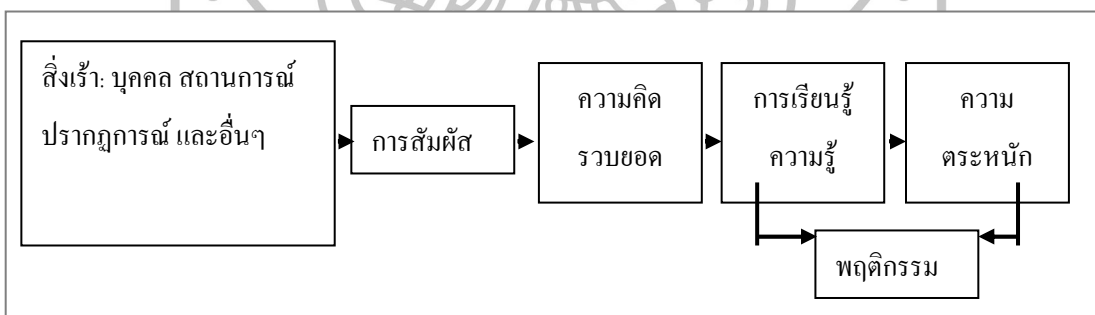 สิ่งเร้า: บุคคล สถานการณ์
ปรากฏการณ์ และอื่นๆ
การสัมผัส
ความคิด
รวบยอด
การเรียนรู้
ความรู้
ความ
ตระหนัก
พฤติกรรม